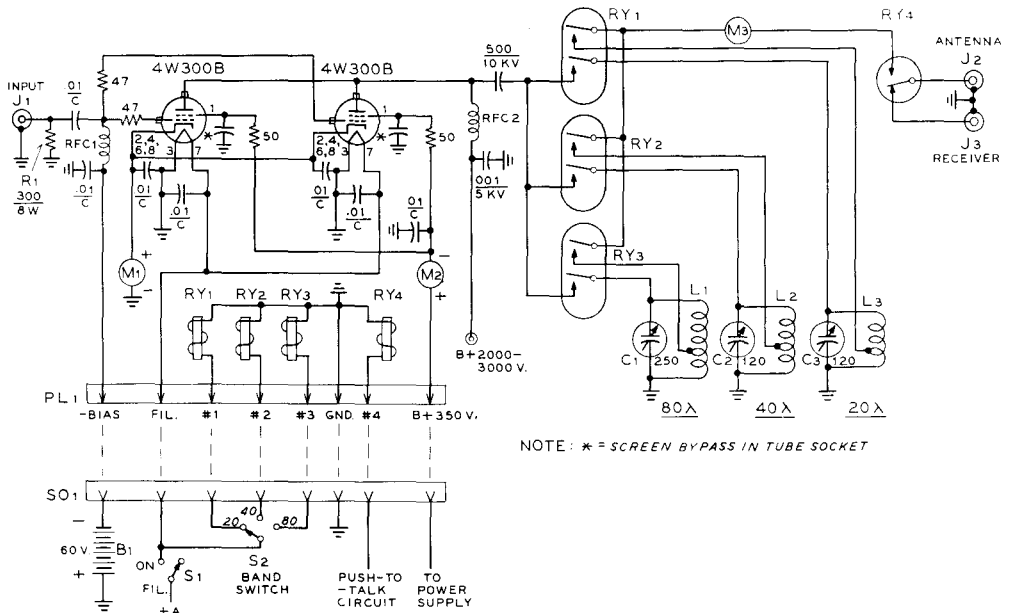 4W300B
4W300B
INPUT
J1
.01
C
47
47
RFC1
R1
300
8W
.01
C
1
*
50
2,4,
6,8
3
7
.01
C
.01
C
1
*
50
2,4,
6,8
3
7
.01
C
.01
C
.01
C
+
M1
-
-
M2
+
RFC2
.001
5 KV
500
10 KV
B+2000-
3000 V.
RY1
RY2
RY3
M3
RY4
ANTENNA
J2
J3
RECEIVER
L1
L2
L3
C1
250
C2
120
C3
120
80λ
40λ
20λ
RY1
RY2
RY3
RY4
PL1
-BIAS
FIL.
#1
#2
#3
GND.
#4
B+350 V.
NOTE: * = SCREEN BYPASS IN TUBE SOCKET
SO1
-
60 V.
B1
+
ON
S1
FIL.
+A
20
40
80
S2
BAND
SWITCH
PUSH-TO
-TALK
CIRCUIT
TO
POWER
SUPPLY